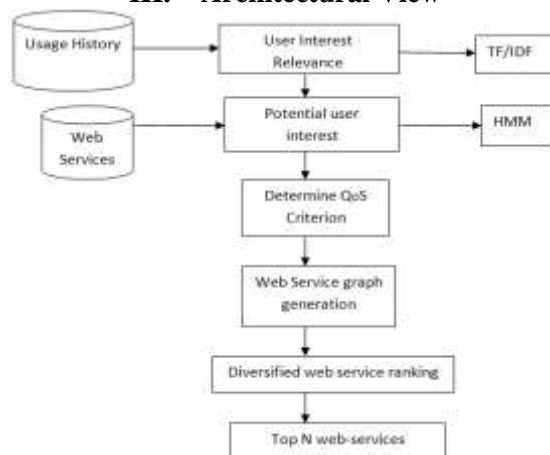 III. Architectural View
Usage History
User Interest
Relevance
TF/IDF
Web
Services
Potential user
interest
HMM
Determine QoS
Criterion
Web Service graph
generation
Diversified web service ranking
Top N web-services